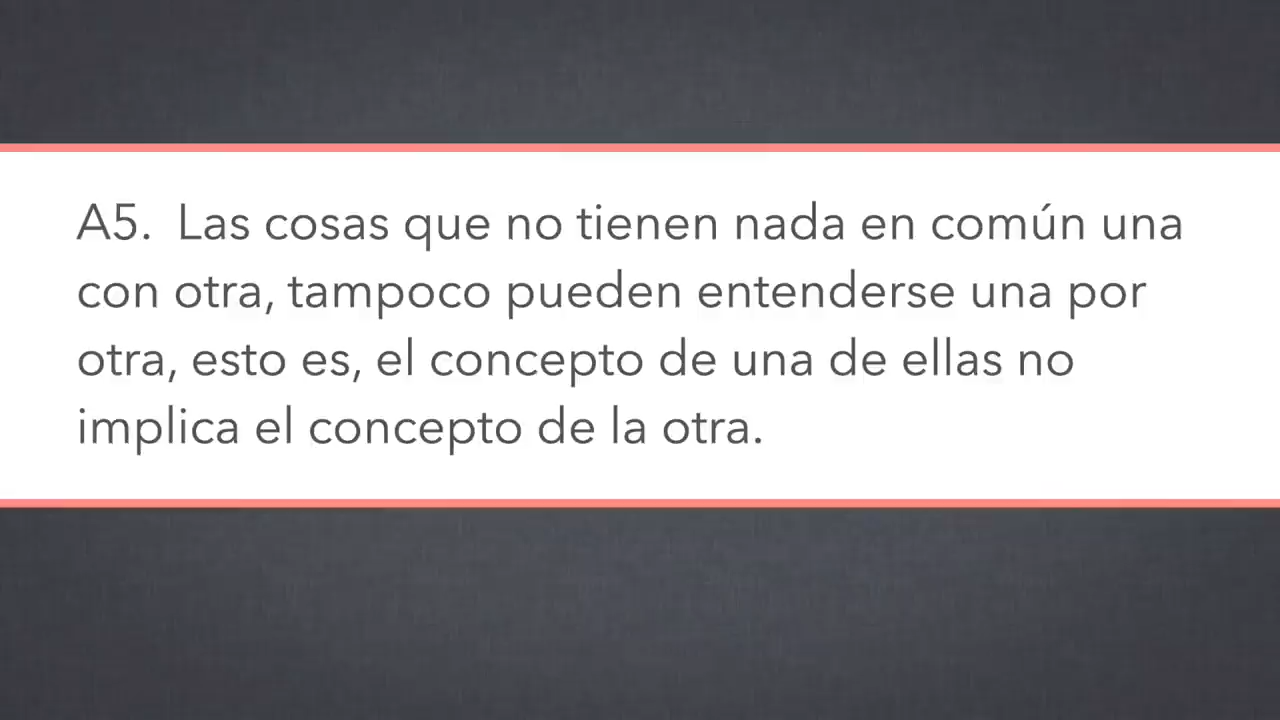 A5. Las cosas que no tienen nada en común una
con otra, tampoco pueden entenderse una por
otra, esto es, el concepto de una de ellas no
implica el concepto de la otra.